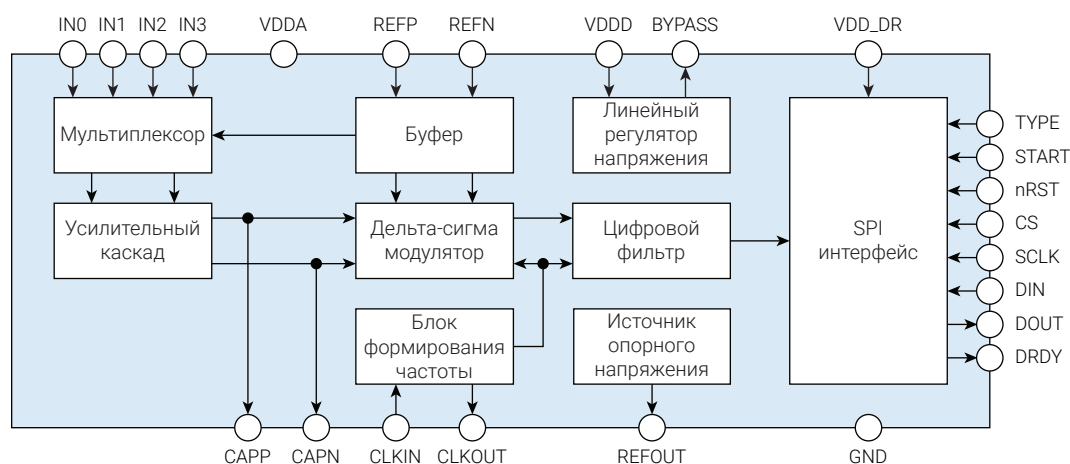 IN0 IN1 IN2 IN3 VDDA REFP REFN VDDD BYPASS VDD_DR
Мультиплексор
Буфер
Линейный
регулятор
напряжения
TYPE
START
nRST
CS
SCLK
DIN
DOUT
DRDY
Усилительный
каскад
Дельта-сигма
модулятор
Цифровой
фильтр
SPI
интерфейс
Блок
формирования
частоты
Источник
опорного
напряжения
CAPP CAPN CLKIN CLKOUT REFOUT GND